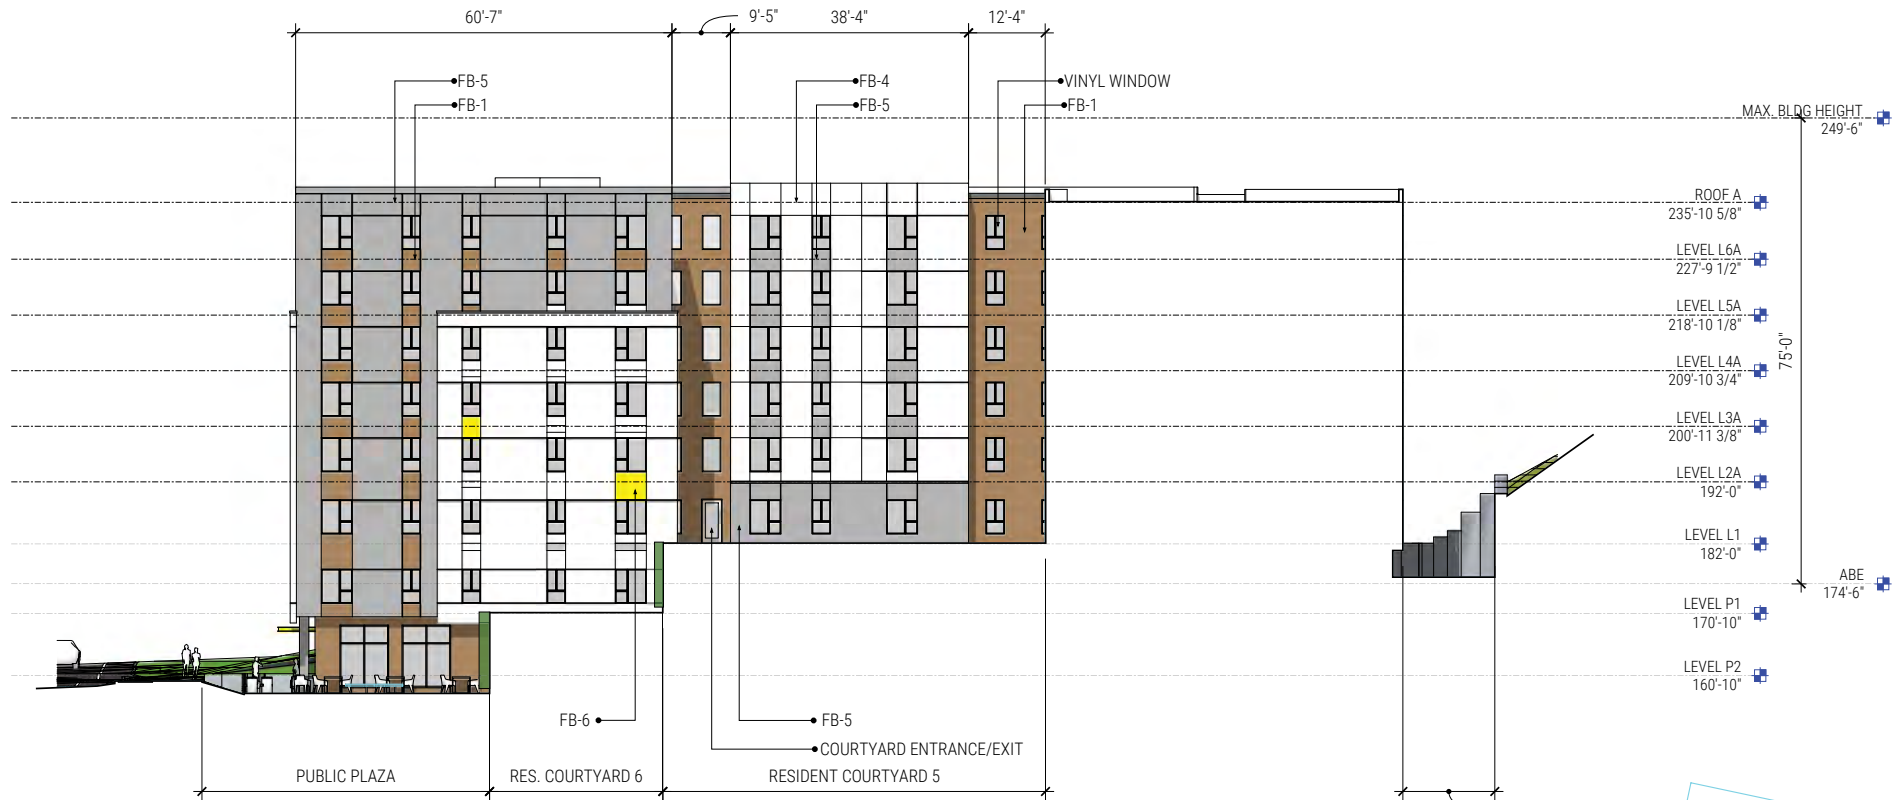 60'-7"
9'-5"
38'-4"
12'-4"
FB-5
FB-1
FB-4
FB-5
VINYL WINDOW
FB-1
MAX. BLDG HEIGHT
249'-6"
ROOF A
235'-10 5/8"
LEVEL L6A
227'-9 1/2"
LEVEL L5A
218'-10 1/8"
LEVEL L4A
209'-10 3/4"
75'-0"
LEVEL L3A
200'-11 3/8"
LEVEL L2A
192'-0"
LEVEL L1
182'-0"
ABE
174'-6"
LEVEL P1
170'-10"
LEVEL P2
160'-10"
FB-6
FB-5
COURTYARD ENTRANCE/EXIT
PUBLIC PLAZA
RES. COURTYARD 6
RESIDENT COURTYARD 5